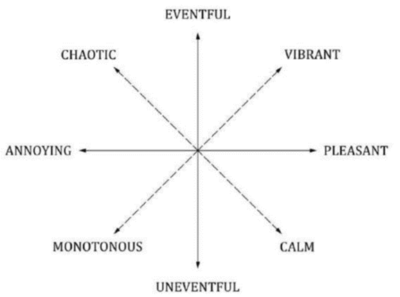 EVENTFUL
CHAOTIC
VIBRANT
ANNOYING
PLEASANT
MONOTONOUS
CALM
UNEVENTFUL